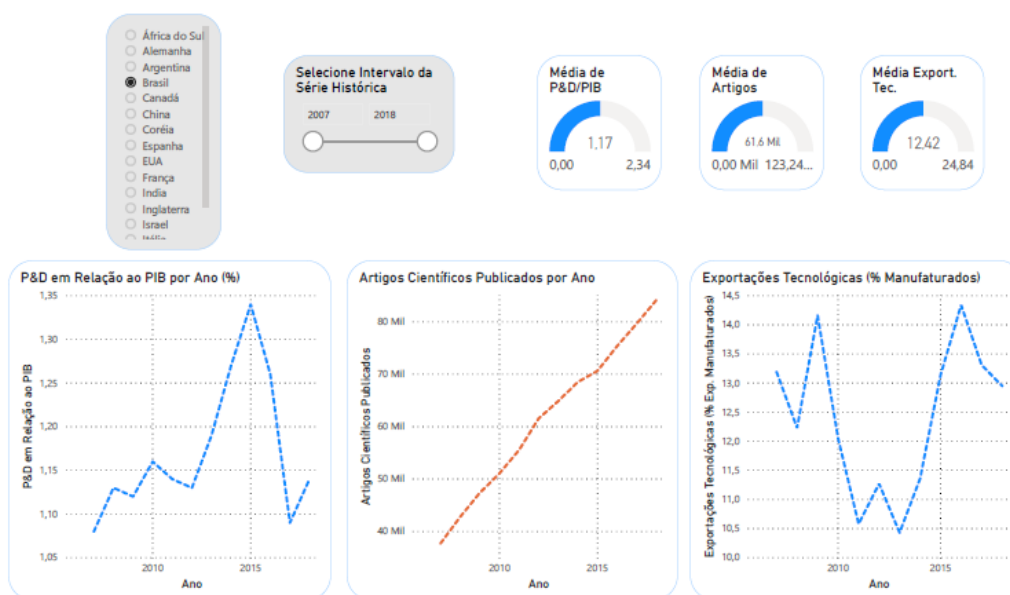 África do Sul
Alemanha
Argentina
Brasil
Canadá
China
Coréia
Espanha
EUA
França
India
Inglaterra
Israel
Selecione Intervalo da
Série Histórica
2007 2018
Média de
P&D/PIB
1,17
0,00 2,34
Média de
Artigos
61,6 Mil
0,00 Mil 123,24...
Média Export.
Tec.
12,42
0,00 24,84
P&D em Relação ao PIB por Ano (%)
P&D em Relação ao PIB
1,35
1,30
1,25
1,20
1,15
1,10
1,05
2010 2015
Ano
Artigos Científicos Publicados por Ano
Artigos Científicos Publicados
80 Mil
70 Mil
60 Mil
50 Mil
40 Mil
2010 2015
Ano
Exportações Tecnológicas (% Manufaturados)
Exportações Tecnológicas (% Exp. Manufaturados)
14,5
14,0
13,5
13,0
12,5
12,0
11,5
11,0
10,5
10,0
2010 2015
Ano